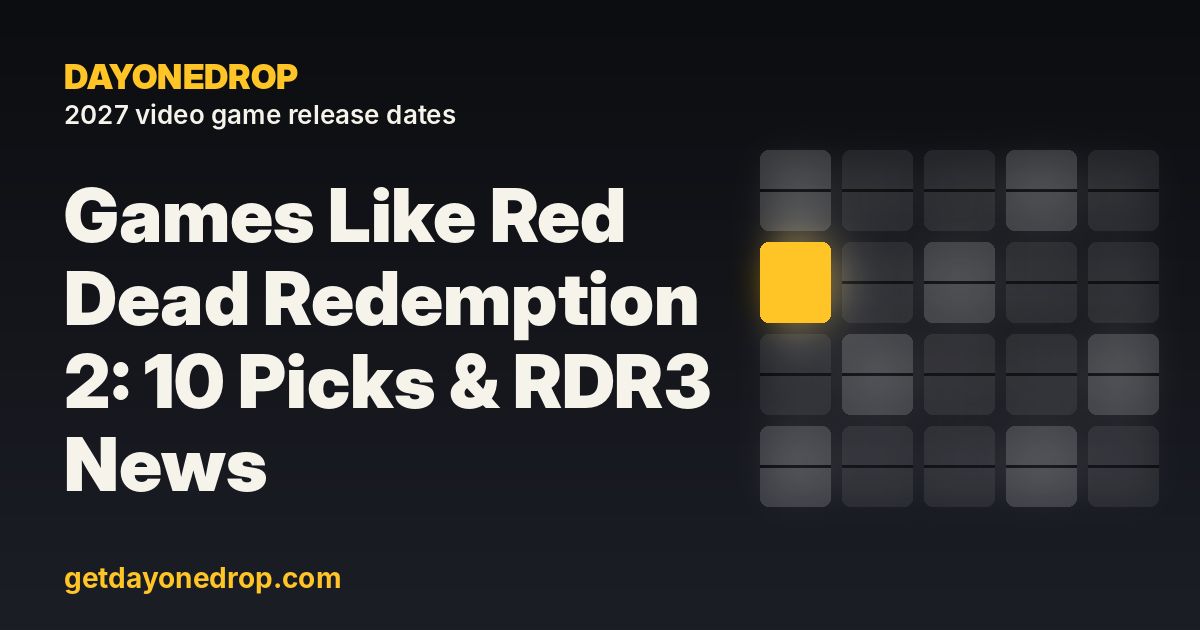 DAYONEDROP
2027 video game release dates
Games Like Red
Dead Redemption
2: 10 Picks & RDR3
News
getdayonedrop.com